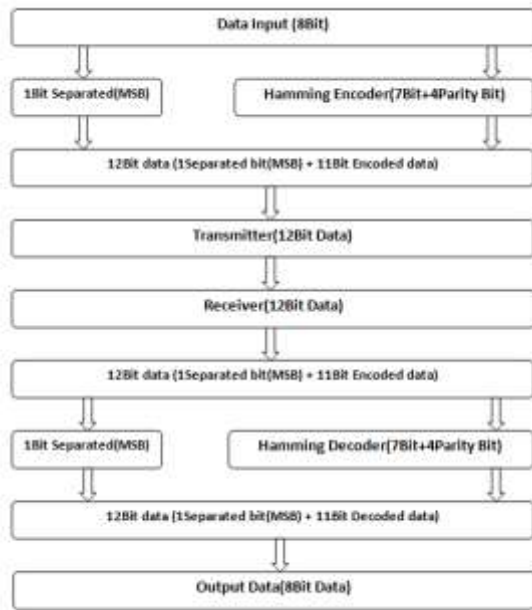 Data Input (8Bit)
1Bit Separated(MSB)
Hamming Encoder(7Bit+4Parity Bit)
12Bit data (1Separated bit(MSB) + 11Bit Encoded data)
Transmitter(12Bit Data)
Receiver(12Bit Data)
12Bit data (1Separated bit(MSB) + 11Bit Encoded data)
1Bit Separated(MSB)
Hamming Decoder(7Bit+4Parity Bit)
12Bit data (1Separated bit(MSB) + 11Bit Decoded data)
Output Data(8Bit Data)